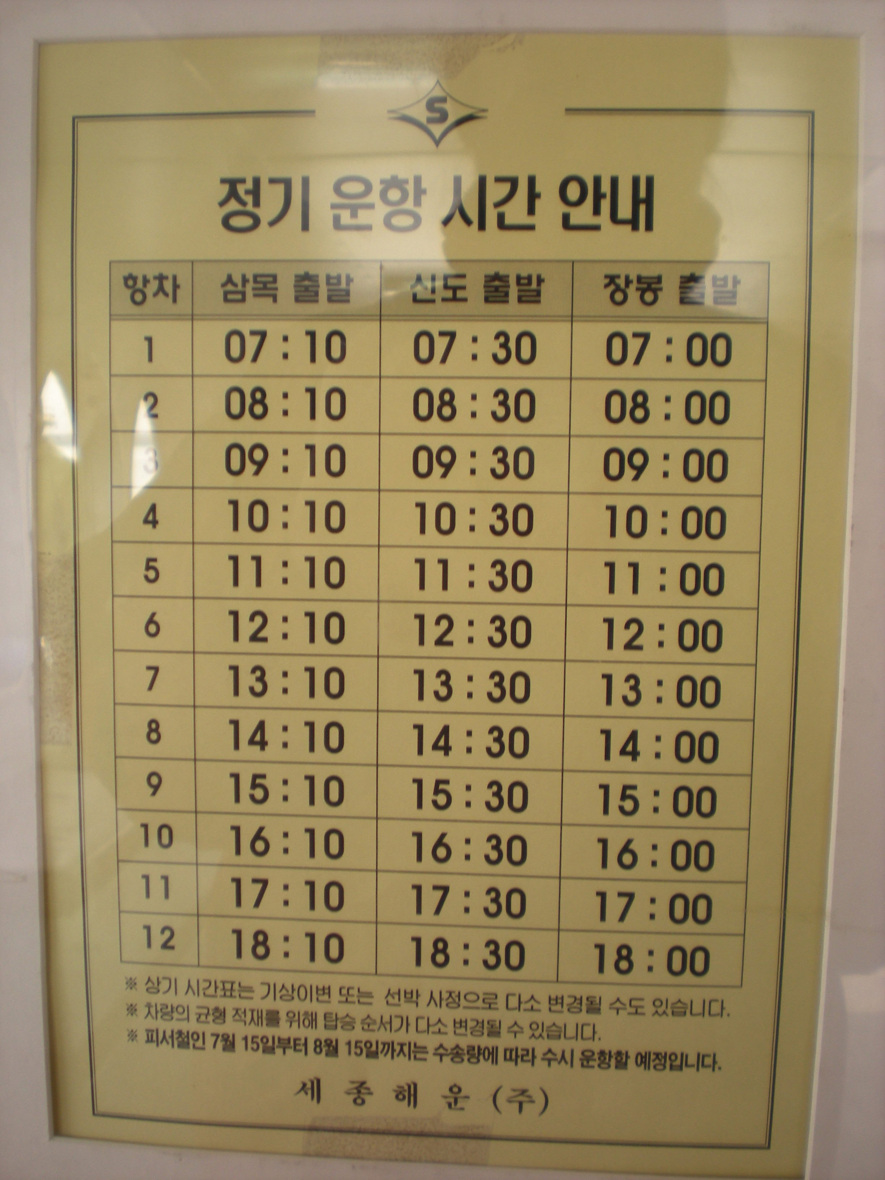 S
정기 운항 시간 안내
항차 삼목 출발 신도 출발 장봉 출발
1 07:10 07:30 07:00
2 08:10 08:30 08:00
3 09:10 09:30 09:00
4 10:10 10:30 10:00
5 11:10 11:30 11:00
6 12:10 12:30 12:00
7 13:10 13:30 13:00
8 14:10 14:30 14:00
9 15:10 15:30 15:00
10 16:10 16:30 16:00
11 17:10 17:30 17:00
12 18:10 18:30 18:00
※ 상기 시간표는 기상이변 또는 선박 사정으로 다소 변경될 수도 있습니다.
※ 차량의 균형 적재를 위해 탑승 순서가 다소 변경될 수 있습니다.
※ 피서철인 7월 15일부터 8월 15일까지는 수송량에 따라 수시 운항할 예정입니다.
세종해운 (주)